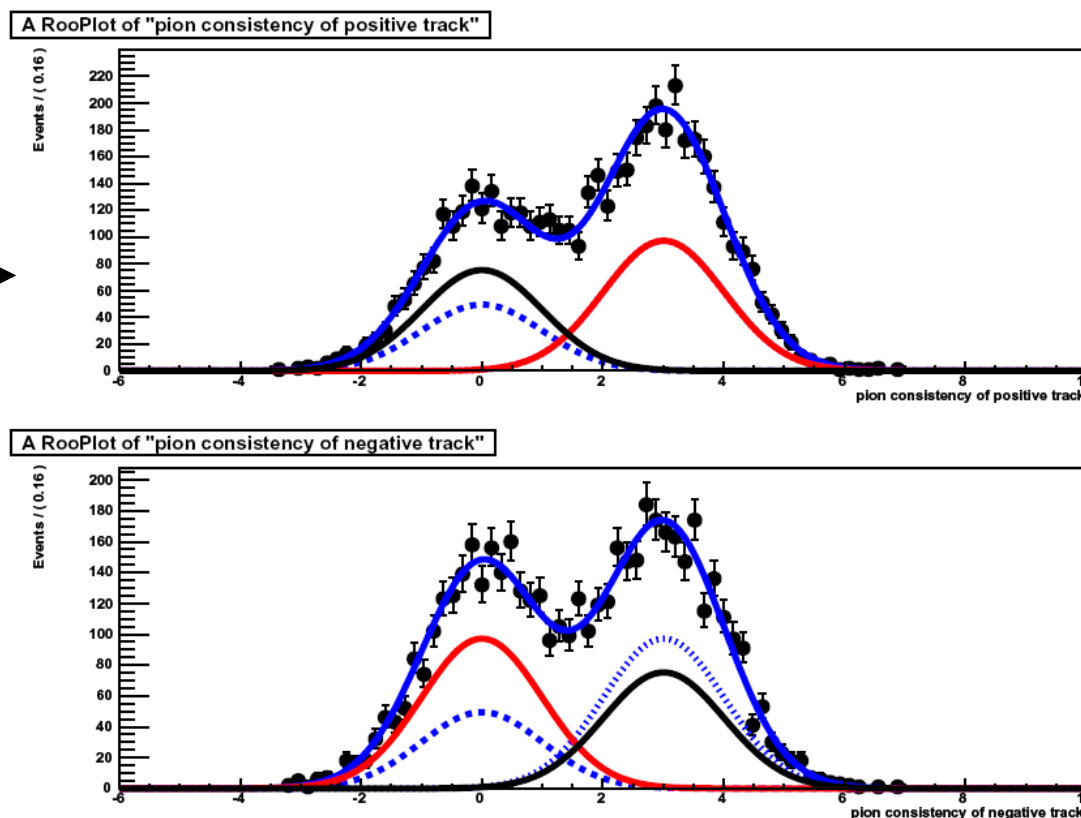 A RooPlot of "pion consistency of positive track"
Events / ( 0.16 )
220
200
180
160
140
120
100
80
60
40
20
0
-6 -4 -2 0 2 4 6 8 10
pion consistency of positive track
A RooPlot of "pion consistency of negative track"
Events / ( 0.16 )
200
180
160
140
120
100
80
60
40
20
0
-6 -4 -2 0 2 4 6 8 10
pion consistency of negative track